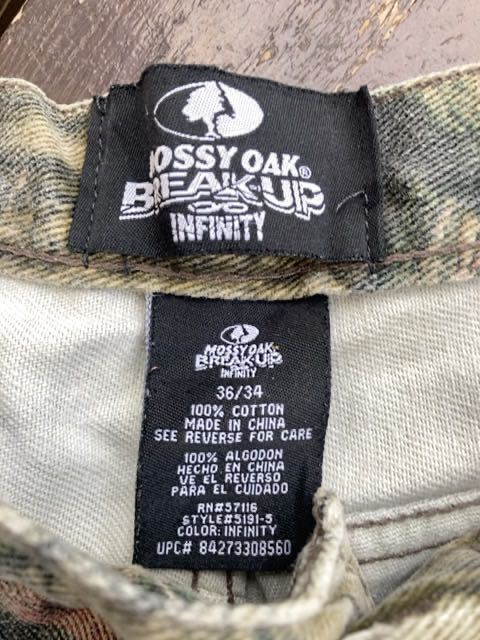 MOSSY OAK®
BREAK-UP
INFINITY
MOSSY OAK
BREAK-UP
INFINITY
36/34
100% COTTON
MADE IN CHINA
SEE REVERSE FOR CARE
100% ALGODON
HECHO EN CHINA
VE EL REVERSO
PARA EL CUIDADO
RN#57116
STYLE#5191-5
COLOR: INFINITY
UPC# 84273308560